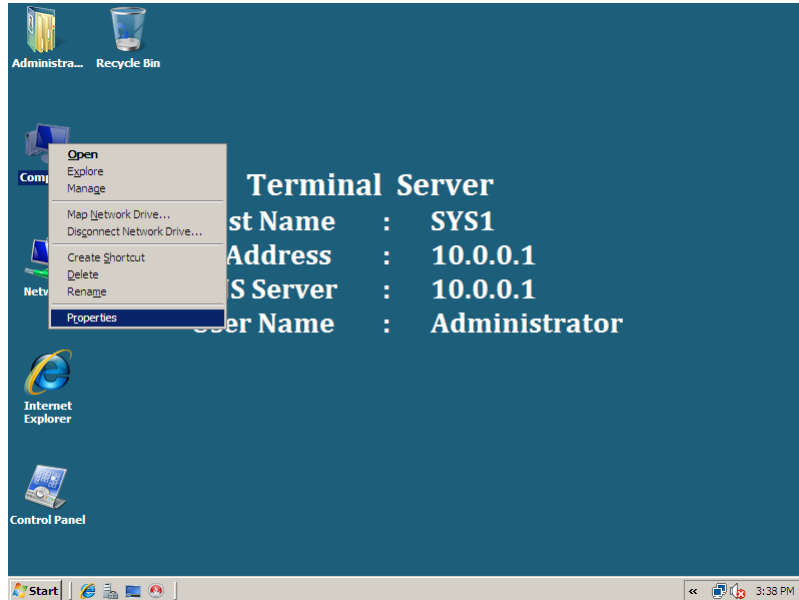 Administra...
Recycle Bin
Comp
Open
Explore
Manage
Map Network Drive...
Disconnect Network Drive...
Create Shortcut
Delete
Rename
Properties
Terminal Server
st Name : SYS1
Address : 10.0.0.1
S Server : 10.0.0.1
User Name : Administrator
Netw
Internet
Explorer
Control Panel
Start
«
3:38 PM